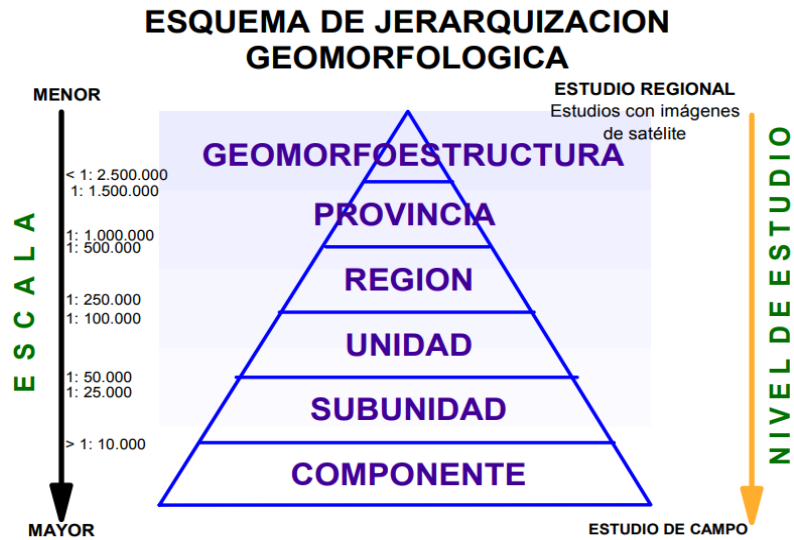 ESQUEMA DE JERARQUIZACION
GEOMORFOLOGICA
MENOR
ESTUDIO REGIONAL
Estudios con imágenes
de satélite
GEOMORFOESTRUCTURA
< 1: 2.500.000
1: 1.500.000
PROVINCIA
1: 1.000.000
1: 500.000
REGION
1: 250.000
1: 100.000
UNIDAD
1: 50.000
1: 25.000
SUBUNIDAD
> 1: 10.000
COMPONENTE
MAYOR
ESTUDIO DE CAMPO
ESCALA
NIVEL DE ESTUDIO